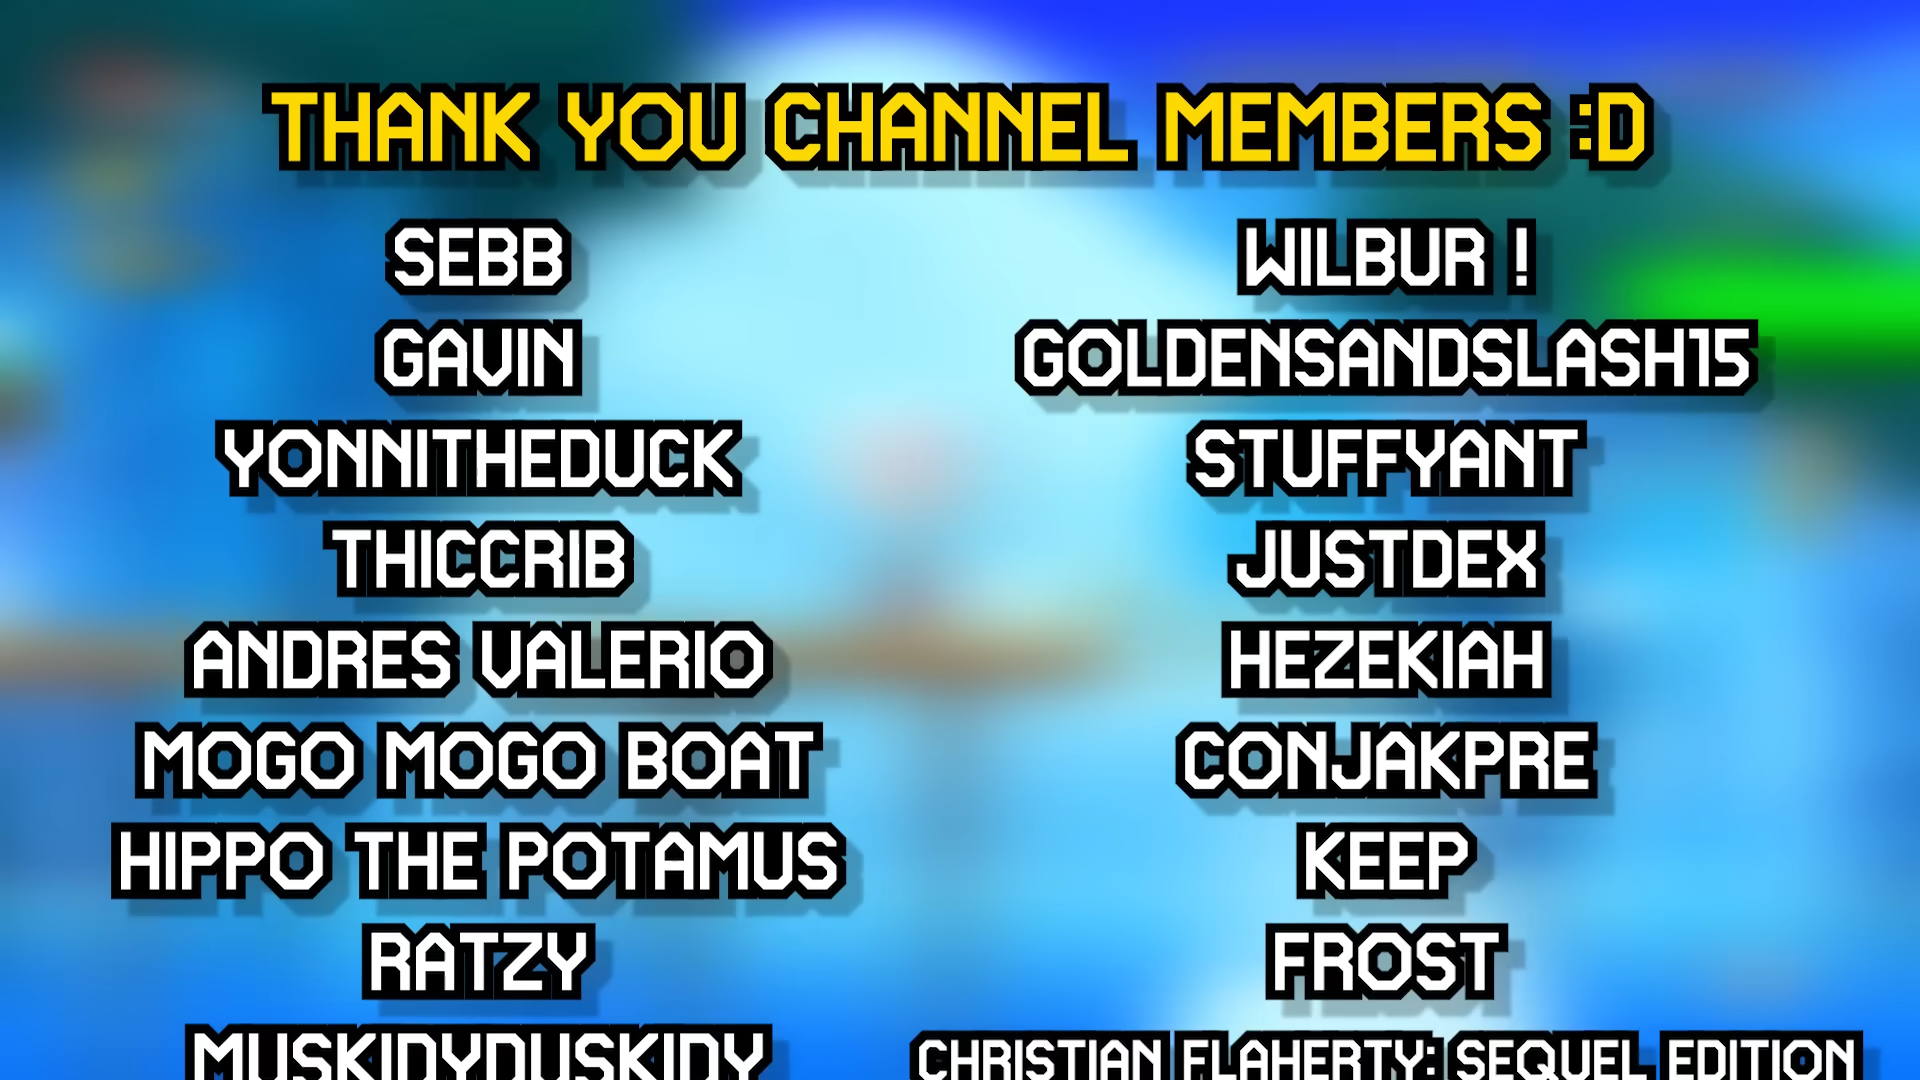 THANK YOU CHANNEL MEMBERS :D
SEBB
WILBUR !
GAVIN
GOLDENSANDSLASH15
YONNITHEDUCK
STUFFYANT
THICCRIB
JUSTDEX
ANDRES VALERIO
HEZEKIAH
MOGO MOGO BOAT
CONJAKPRE
HIPPO THE POTAMUS
KEEP
RATZY
FROST
MUSKIDYDUSKIDY
CHRISTIAN FLAHERTY: SEQUEL EDITION